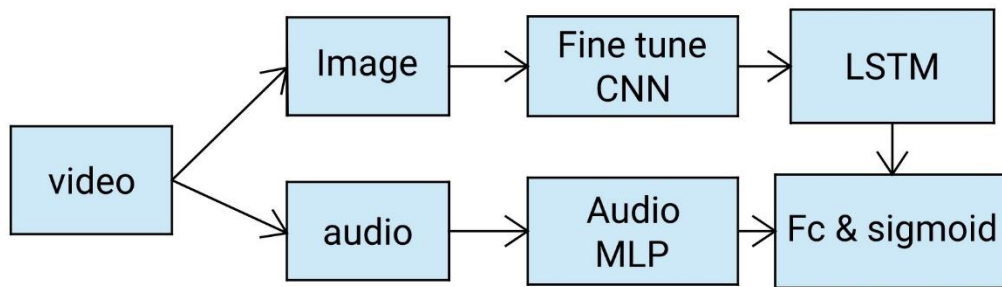 Image
Fine tune
CNN
LSTM
video
audio
Audio
MLP
Fc & sigmoid